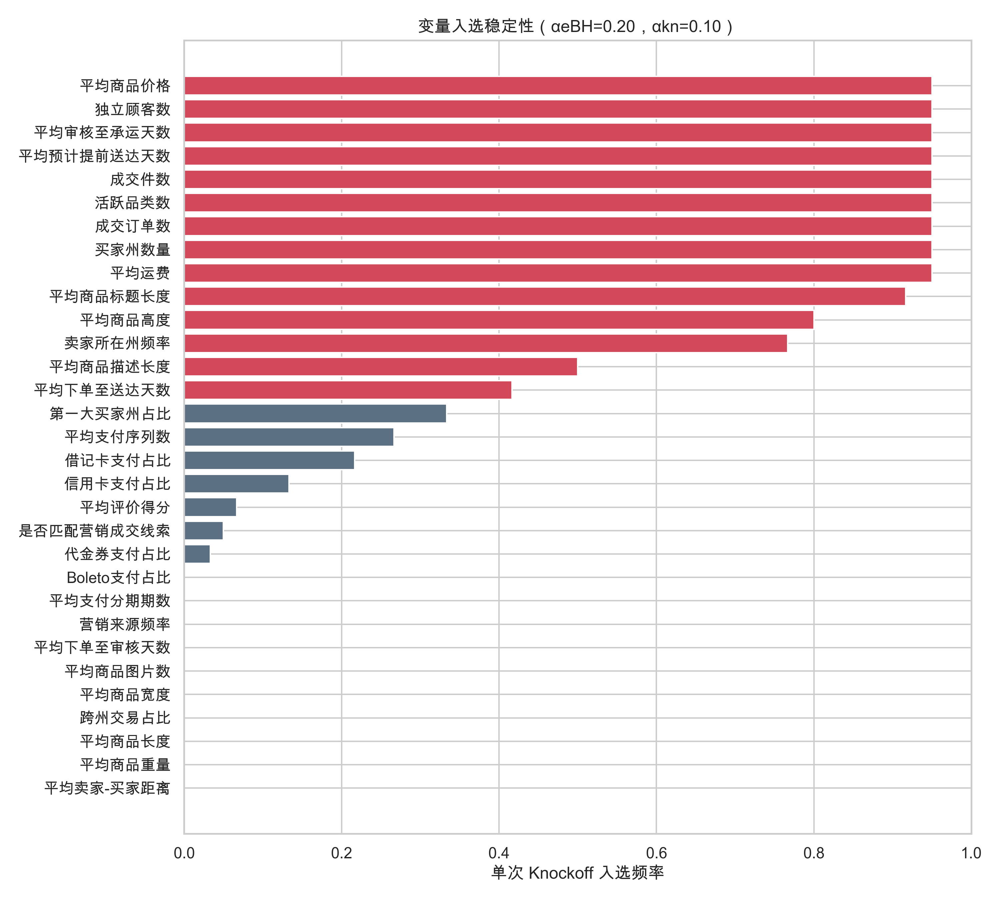 变量入选稳定性（αeBH=0.20，αkn=0.10）
平均商品价格
独立顾客数
平均审核至承运天数
平均预计提前送达天数
成交件数
活跃品类数
成交订单数
买家州数量
平均运费
平均商品标题长度
平均商品高度
卖家所在州频率
平均商品描述长度
平均下单至送达天数
第一大买家州占比
平均支付序列数
借记卡支付占比
信用卡支付占比
平均评价得分
是否匹配营销成交线索
代金券支付占比
Boleto支付占比
平均支付分期期数
营销来源频率
平均下单至审核天数
平均商品图片数
平均商品宽度
跨州交易占比
平均商品长度
平均商品重量
平均卖家-买家距离
0.0 0.2 0.4 0.6 0.8 1.0
单次 Knockoff 入选频率